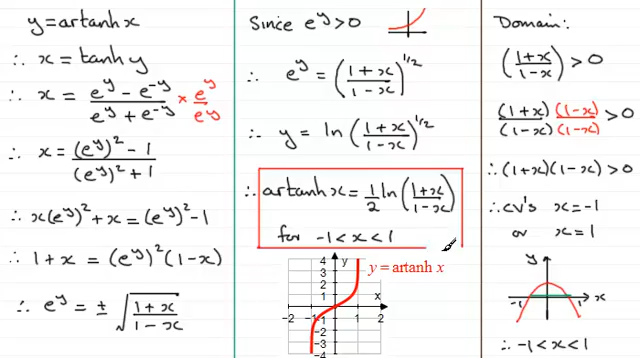 y = artanh x
∴ x = tanh y
∴ x = (e^y − e^−y)/(e^y + e^−y) × e^y/e^y
∴ x = ((e^y)² − 1)/((e^y)² + 1)
∴ x(e^y)² + x = (e^y)² − 1
∴ 1 + x = (e^y)² (1 − x)
∴ e^y = ± √((1 + x)/(1 − x))
Since e^y > 0
∴ e^y = ((1 + x)/(1 − x))^1/2
∴ y = ln ((1 + x)/(1 − x))^1/2
∴ artanh x = 1/2 ln ((1 + x)/(1 − x))
for −1 < x < 1
y = artanh x
y
x
4
3
2
1
0
−1
−2
−3
−4
−2
−1
1
2
Domain:
((1 + x)/(1 − x)) > 0
(1 + x)/(1 − x) (1 − x)/(1 − x) > 0
∴ (1 + x)(1 − x) > 0
∴ CV's x = −1
or x = 1
y
−1
1
x
∴ −1 < x < 1